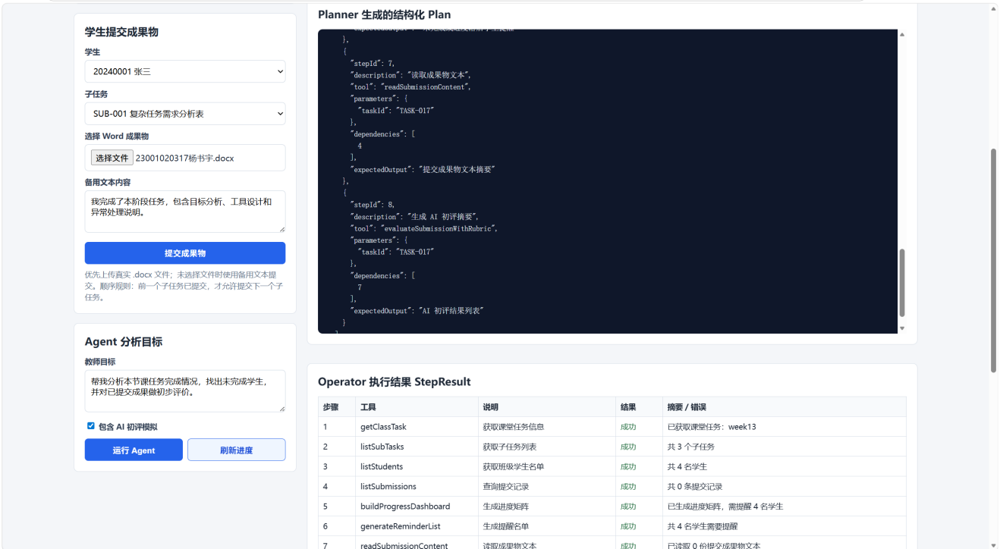 学生提交成果物
学生
20240001 张三
子任务
SUB-001 复杂任务需求分析表
选择 Word 成果物
选择文件 23001020317杨书宇.docx
备用文本内容
我完成了本阶段任务，包含目标分析、工具设计和
异常处理说明。
提交成果物
优先上传真实 .docx 文件；未选择文件时使用备用文本提
交。顺序规则：前一个子任务已提交，才允许提交下一个子
任务。
Agent 分析目标
教师目标
帮我分析本节课任务完成情况，找出未完成学生，
并对已提交成果做初步评价。
包含 AI 初评模拟
运行 Agent 刷新进度
Planner 生成的结构化 Plan
},
{
"stepId": 7,
"description": "读取成果物文本",
"tool": "readSubmissionContent",
"parameters": {
"taskId": "TASK-017"
},
"dependencies": [
4
],
"expectedOutput": "提交成果物文本摘要"
},
{
"stepId": 8,
"description": "生成 AI 初评摘要",
"tool": "evaluateSubmissionWithRubric",
"parameters": {
"taskId": "TASK-017"
},
"dependencies": [
7
],
"expectedOutput": "AI 初评结果列表"
}
Operator 执行结果 StepResult
步骤 工具 说明 结果 摘要 / 错误
1 getClassTask 获取课堂任务信息 成功 已获取课堂任务：week13
2 listSubTasks 获取子任务列表 成功 共 3 个子任务
3 listStudents 获取班级学生名单 成功 共 4 名学生
4 listSubmissions 查询提交记录 成功 共 0 条提交记录
5 buildProgressDashboard 生成进度矩阵 成功 已生成进度矩阵，需提醒 4 名学生
6 generateReminderList 生成提醒名单 成功 共 4 名学生需要提醒
7 readSubmissionContent 读取成果物文本 成功 已读取 0 份提交成果物文本